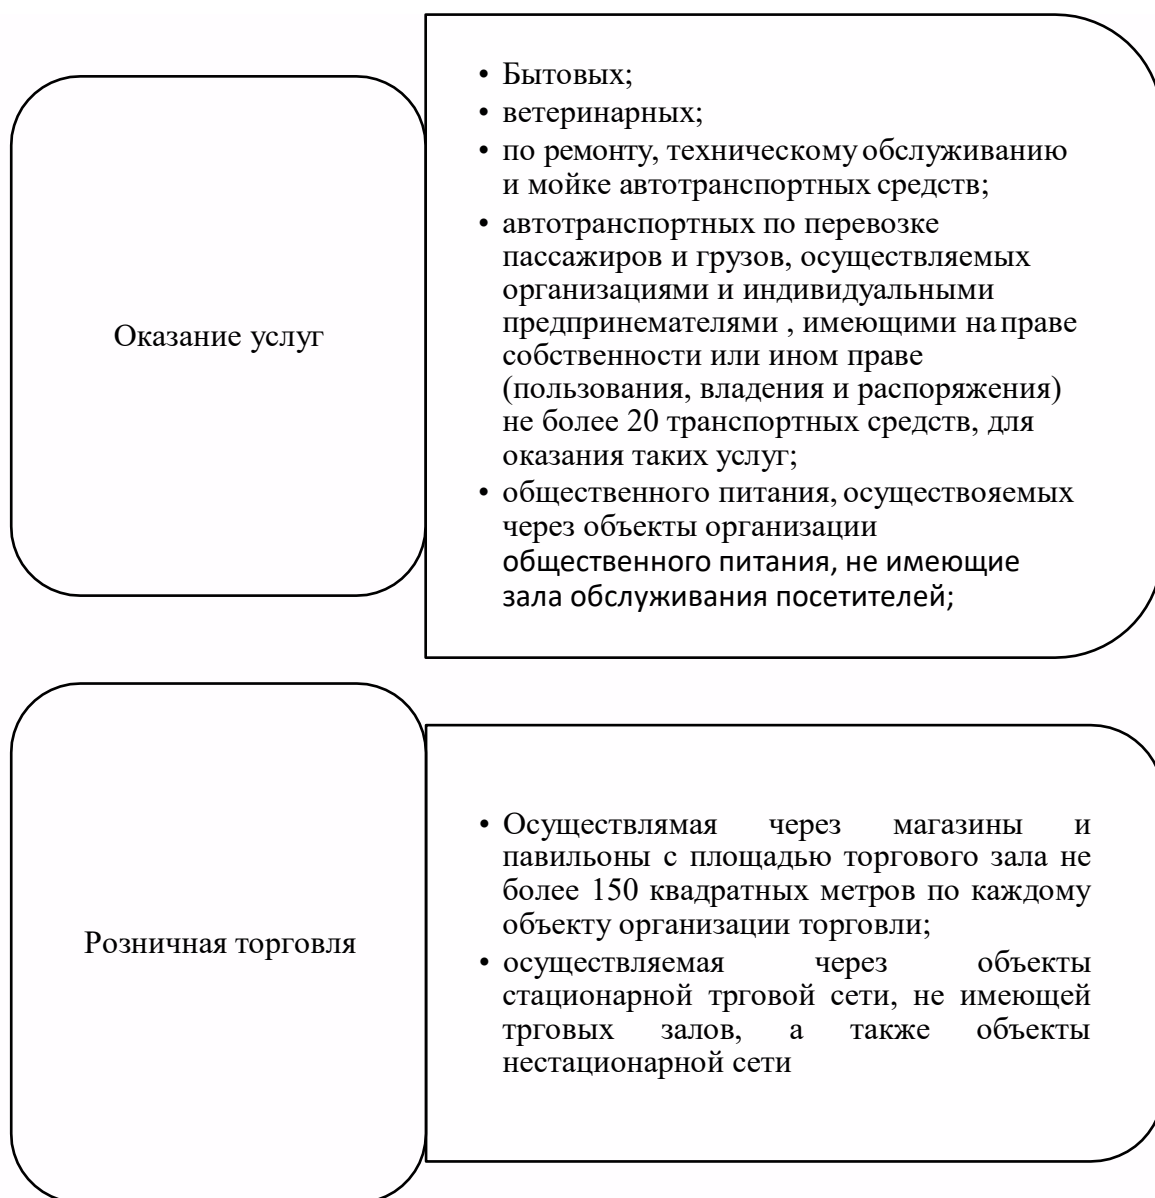 Оказание услуг
• Бытовых;
• ветеринарных;
• по ремонту, техническому обслуживанию
и мойке автотранспортных средств;
• автотранспортных по перевозке
пассажиров и грузов, осуществляемых
организациями и индивидуальными
предпринемателями , имеющими на праве
собственности или ином праве
(пользования, владения и распоряжения)
не более 20 транспортных средств, для
оказания таких услуг;
• общественного питания, осуществояемых
через объекты организации
общественного питания, не имеющие
зала обслуживания посетителей;
Розничная торговля
• Осуществлямая через магазины и
павильоны с площадью торгового зала не
более 150 квадратных метров по каждому
объекту организации торговли;
• осуществляемая через объекты
стационарной трговой сети, не имеющей
трговых залов, а также объекты
нестационарной сети